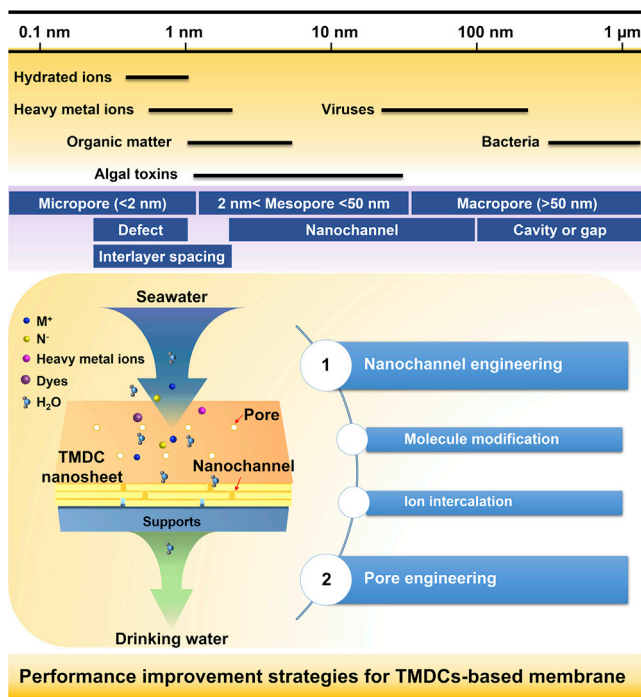 0.1 nm 1 nm 10 nm 100 nm 1 μm
Hydrated ions
Heavy metal ions Viruses
Organic matter Bacteria
Algal toxins
Micropore (<2 nm) 2 nm< Mesopore <50 nm Macropore (>50 nm)
Defect Nanochannel Cavity or gap
Interlayer spacing
Seawater
M⁺
N⁻
Heavy metal ions
Dyes
H₂O
Pore
TMDC
nanosheet
Nanochannel
Supports
Drinking water
1 Nanochannel engineering
Molecule modification
Ion intercalation
2 Pore engineering
Performance improvement strategies for TMDCs-based membrane